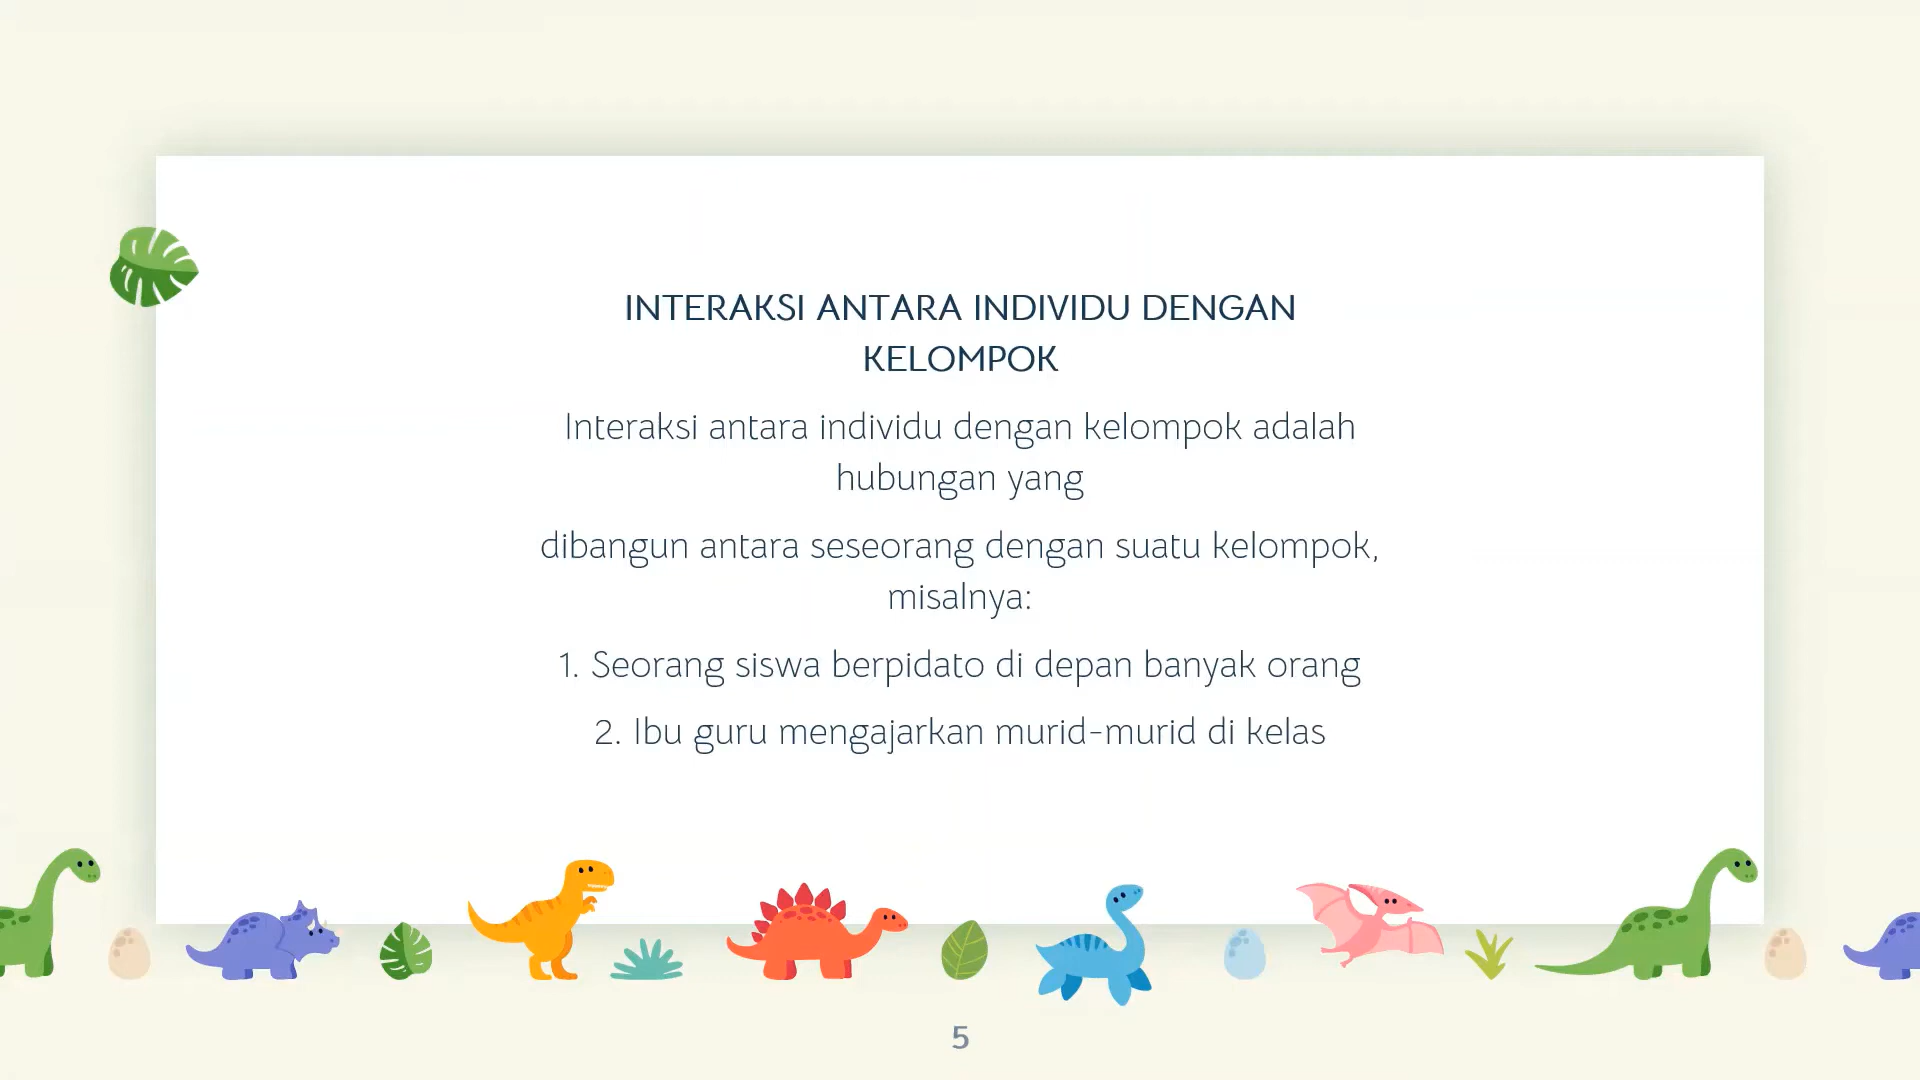 INTERAKSI ANTARA INDIVIDU DENGAN
KELOMPOK
Interaksi antara individu dengan kelompok adalah
hubungan yang
dibangun antara seseorang dengan suatu kelompok,
misalnya:
1. Seorang siswa berpidato di depan banyak orang
2. Ibu guru mengajarkan murid-murid di kelas
5